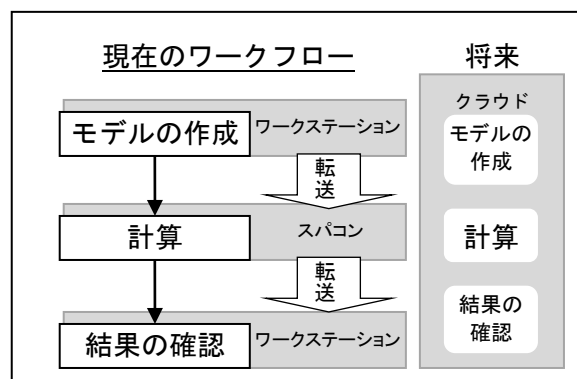 現在のワークフロー
将来
クラウド
モデルの作成
ワークステーション
モデルの
作成
転
送
計算
スパコン
計算
転
送
結果の確認
ワークステーション
結果の
確認